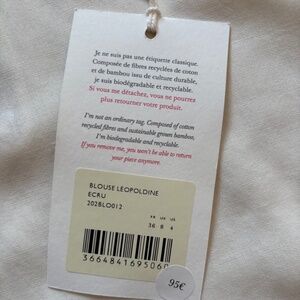 Je ne suis pas une étiquette classique.
Composée de fibres recyclées de coton
et de bambou issu de culture durable,
je suis biodégradable et recyclable.
Si vous me détachez, vous ne pourrez
plus retourner votre produit.
I'm not an ordinary tag. Composed of cotton
recycled fibres and sustainable grown bamboo,
I'm biodegradable and recyclable.
If you remove me, you won't be able to return
your piece anymore.
BLOUSE LEOPOLDINE
ECRU
202BLO012
FR UK US
36 8 4
3664841695060
95€